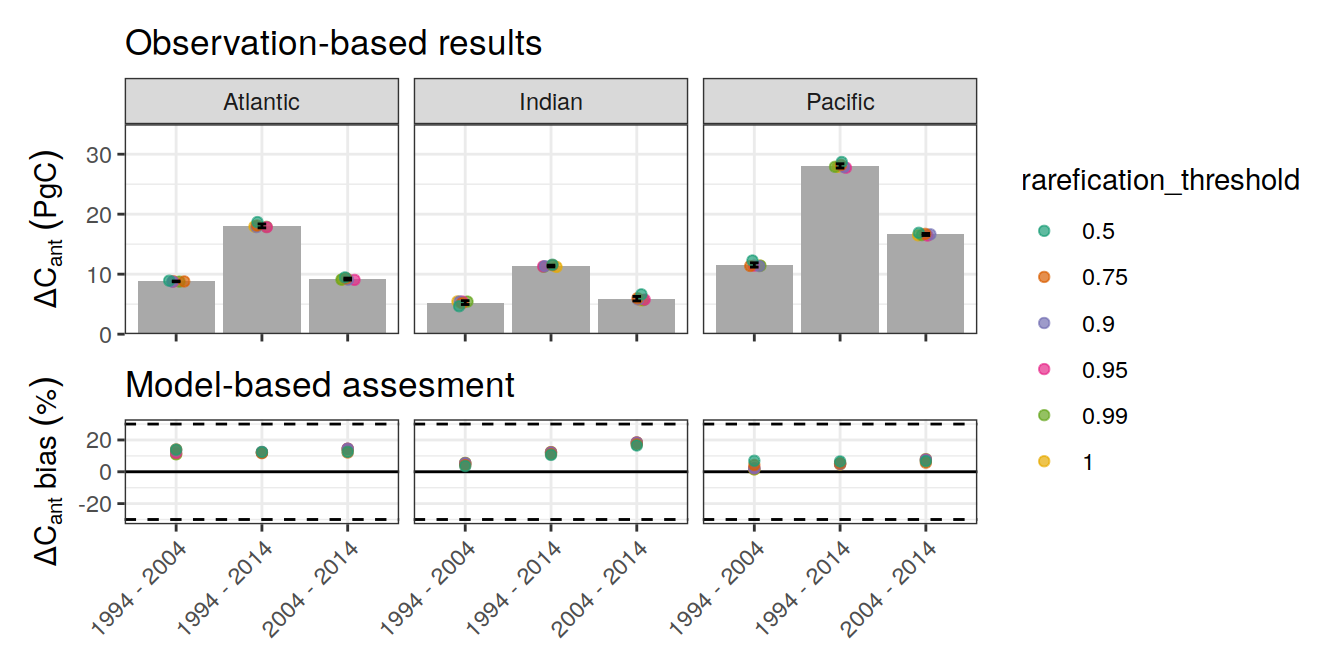 Observation-based results
Atlantic
Indian
Pacific
ΔCant (PgC)
30
20
10
0
Model-based assesment
ΔCant bias (%)
20
0
-20
1994 - 2004
1994 - 2014
2004 - 2014
1994 - 2004
1994 - 2014
2004 - 2014
1994 - 2004
1994 - 2014
2004 - 2014
rarefication_threshold
0.5
0.75
0.9
0.95
0.99
1